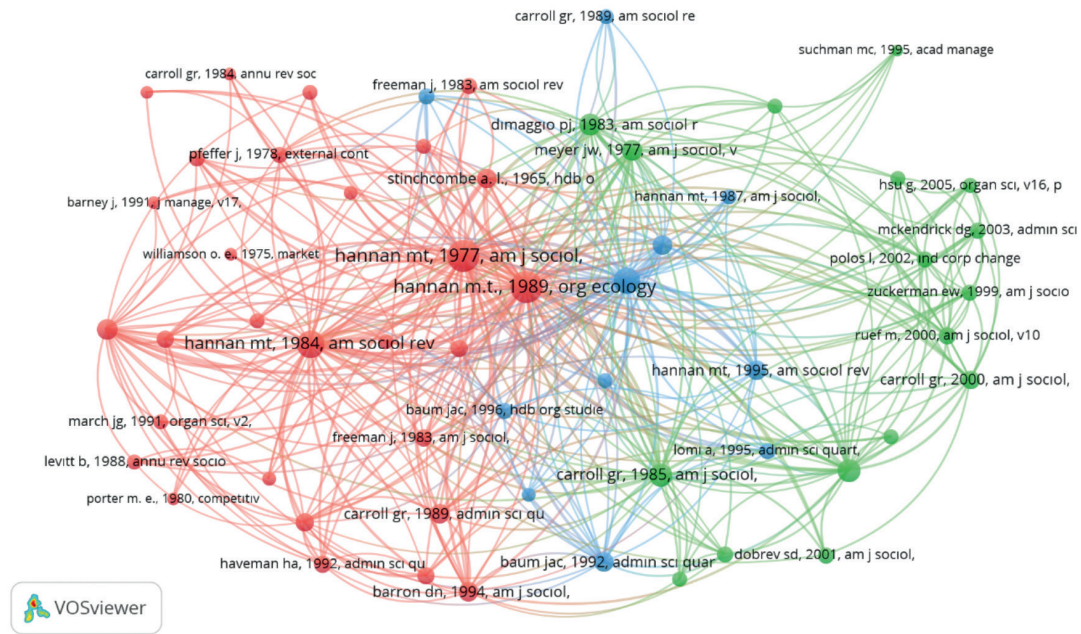 carroll gr, 1989, am sociol re
suchman mc, 1995, acad manage
carroll gr, 1984, annu rev soc
freeman j, 1983, am sociol rev
dimaggio pj, 1983, am sociol r
meyer jw, 1977, am j sociol, v
pfeffer j, 1978, external cont
stinchcombe a. l., 1965, hdb o
hsu g, 2005, organ sci, v16, p
hannan mt, 1987, am j sociol,
barney j, 1991, j manage, v17,
mckendrick dg, 2003, admin sci
williamson o. e., 1975, market
hannan mt, 1977, am j sociol,
polos l, 2002, ind corp change
hannan m.t., 1989, org ecology
zuckerman ew, 1999, am j socio
ruef m, 2000, am j sociol, v10
hannan mt, 1984, am sociol rev
hannan mt, 1995, am sociol rev
carroll gr, 2000, am j sociol,
baum jac, 1996, hdb org studie
march jg, 1991, organ sci, v2,
freeman j, 1983, am j sociol,
lomi a, 1995, admin sci quart,
levitt b, 1988, annu rev socio
carroll gr, 1985, am j sociol,
porter m. e., 1980, competitiv
carroll gr, 1989, admin sci qu
dobrev sd, 2001, am j sociol,
haveman ha, 1992, admin sci qu
baum jac, 1992, admin sci quar
barron dn, 1994, am j sociol,
VOSviewer